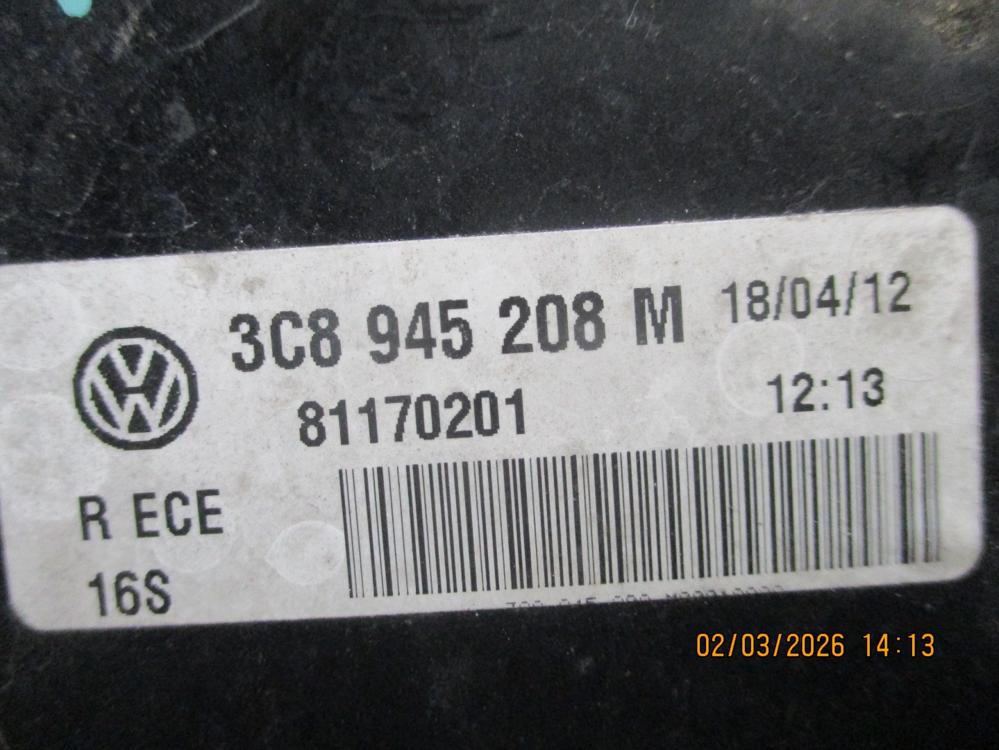 3C8 945 208 M 18/04/12
81170201 12:13
R ECE
16S
02/03/2026 14:13